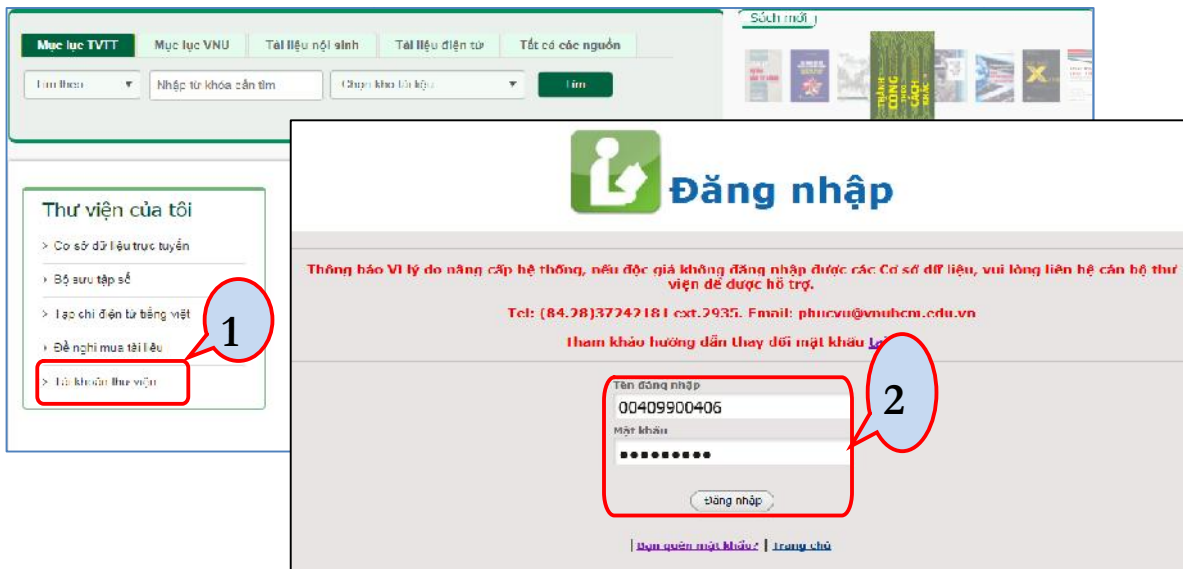 Sách mới
Mục lục TVTT Mục lục VNU Tài liệu nội sinh Tài liệu điện tử Tất cả các nguồn
Tìm theo Nhập từ khóa cần tìm Chọn kho tài liệu Tìm
THÀNH CÔNG THEO CÁCH KHÁC
Thư viện của tôi
> Cơ sở dữ liệu trực tuyến
> Bộ sưu tập số
> Tạp chí điện tử tiếng việt
> Đề nghị mua tài liệu
> Tài khoản thư viện
1
Đăng nhập
Thông báo Vì lý do nâng cấp hệ thống, nếu độc giả không đăng nhập được các Cơ sở dữ liệu, vui lòng liên hệ cán bộ thư
viện để được hỗ trợ.
Tel: (84.28)37242181 ext.2935. Email: phucvu@vnuhcm.edu.vn
Tham khảo hướng dẫn thay đổi mật khẩu
Tên đăng nhập
00409900406
Mật khẩu
•••••••••
2
Đăng nhập
| Bạn quên mật khẩu? | Trang chủ